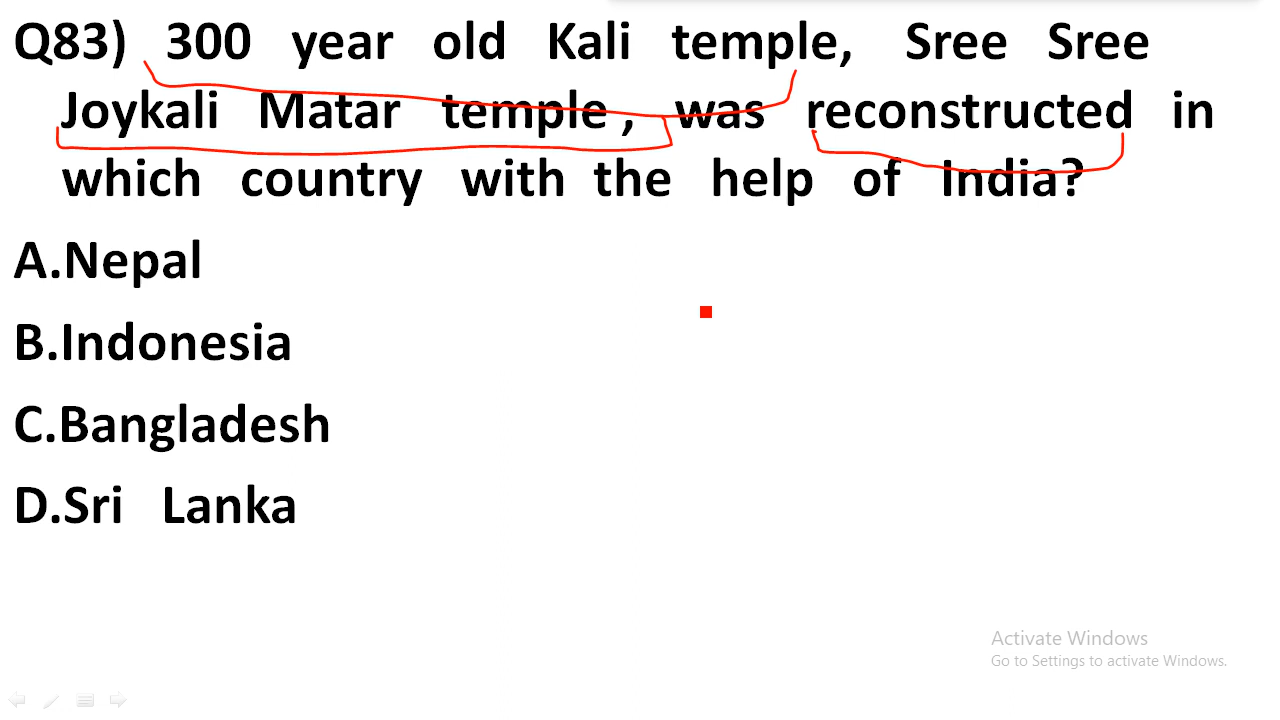 Q83) 300 year old Kali temple, Sree Sree
Joykali Matar temple , was reconstructed in
which country with the help of India?
A.Nepal
B.Indonesia
C.Bangladesh
D.Sri Lanka
Activate Windows
Go to Settings to activate Windows.